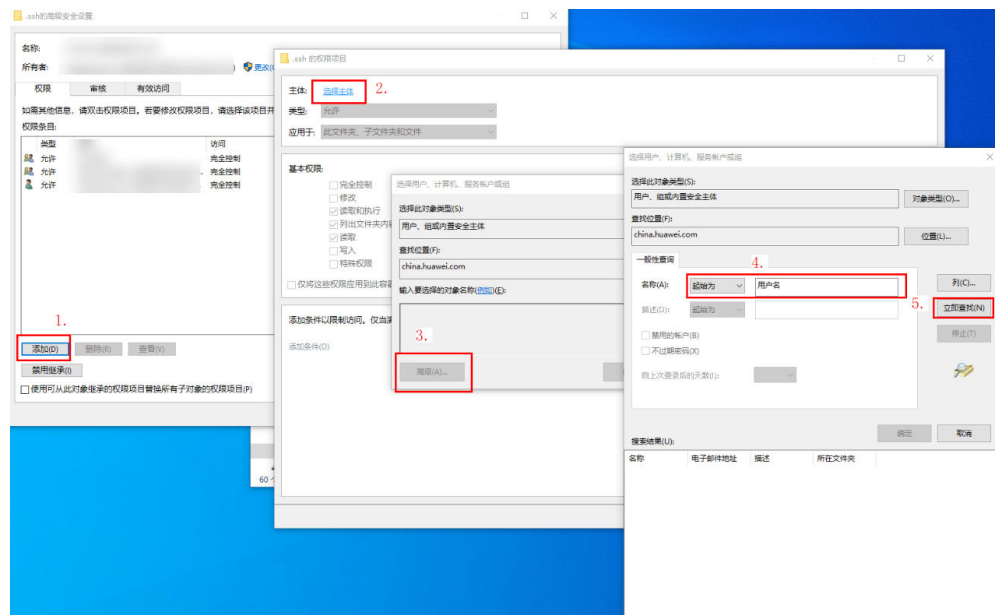 .ssh的高级安全设置
名称:
所有者:
更改(
权限 审核 有效访问
如需其他信息，请双击权限项目。若要修改权限项目，请选择该项目并
权限条目:
类型 访问
允许 完全控制
允许 完全控制
允许 完全控制
1.
添加(D) 删除(R) 查看(V)
禁用继承(I)
使用可从此对象继承的权限项目替换所有子对象的权限项目(P)
60 个
.ssh 的权限项目
主体: 选择主体 2.
类型: 允许
应用于: 此文件夹、子文件夹和文件
基本权限:
完全控制
修改
读取和执行
列出文件夹内容
读取
写入
特殊权限
仅将这些权限应用到此容器
添加条件以限制访问。仅当满
添加条件(D)
选择用户、计算机、服务帐户或组
选择此对象类型(S):
用户、组或内置安全主体
查找位置(F):
china.huawei.com
输入要选择的对象名称(例如)(E):
3.
高级(A)...
选择用户、计算机、服务帐户或组
选择此对象类型(S):
用户、组或内置安全主体 对象类型(O)...
查找位置(F):
china.huawei.com 位置(L)...
一般性查询
4.
名称(A): 起始为 用户名 列(C)...
描述(D): 起始为 5. 立即查找(N)
禁用的帐户(B) 停止(T)
不过期密码(X)
自上次登录后的天数(I):
确定 取消
搜索结果(U):
名称 电子邮件地址 描述 所在文件夹